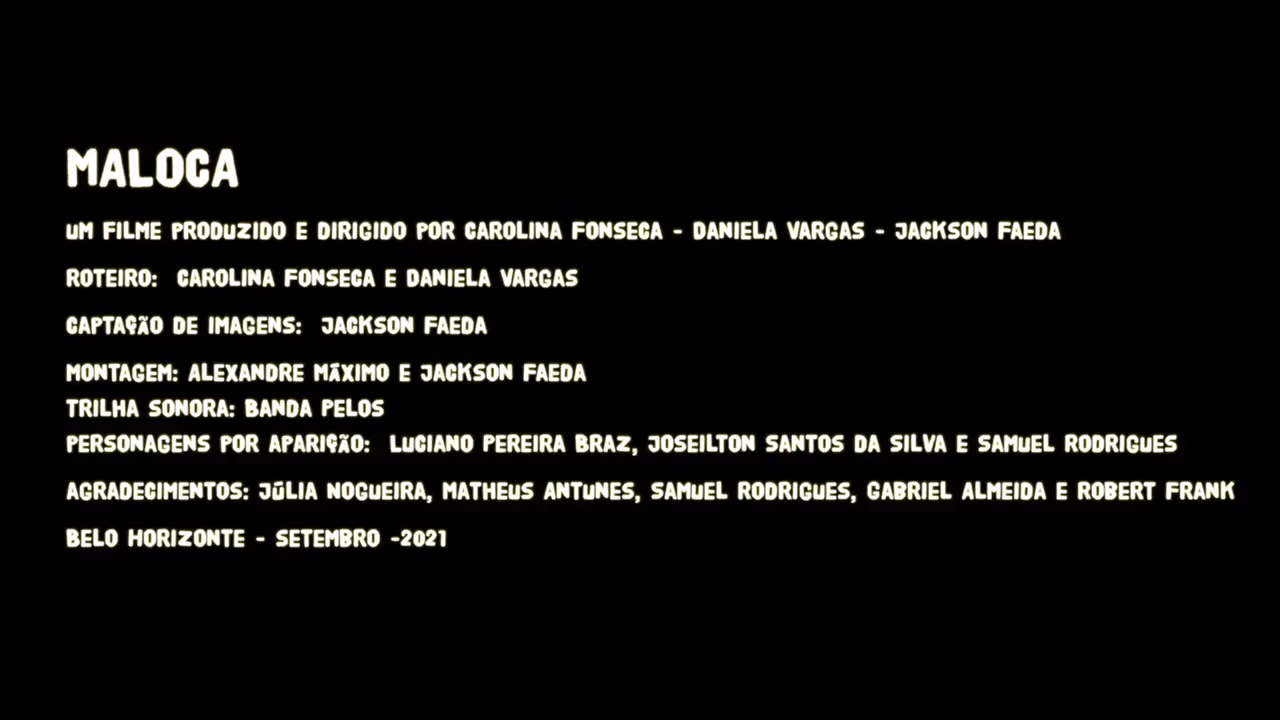 MALOCA
UM FILME PRODUZIDO E DIRIGIDO POR CAROLINA FONSECA - DANIELA VARGAS - JACKSON FAEDA
ROTEIRO: CAROLINA FONSECA E DANIELA VARGAS
CAPTAÇÃO DE IMAGENS: JACKSON FAEDA
MONTAGEM: ALEXANDRE MÁXIMO E JACKSON FAEDA
TRILHA SONORA: BANDA PELOS
PERSONAGENS POR APARIÇÃO: LUCIANO PEREIRA BRAZ, JOSEILTON SANTOS DA SILVA E SAMUEL RODRIGUES
AGRADECIMENTOS: JÚLIA NOGUEIRA, MATHEUS ANTUNES, SAMUEL RODRIGUES, GABRIEL ALMEIDA E ROBERT FRANK
BELO HORIZONTE - SETEMBRO -2021